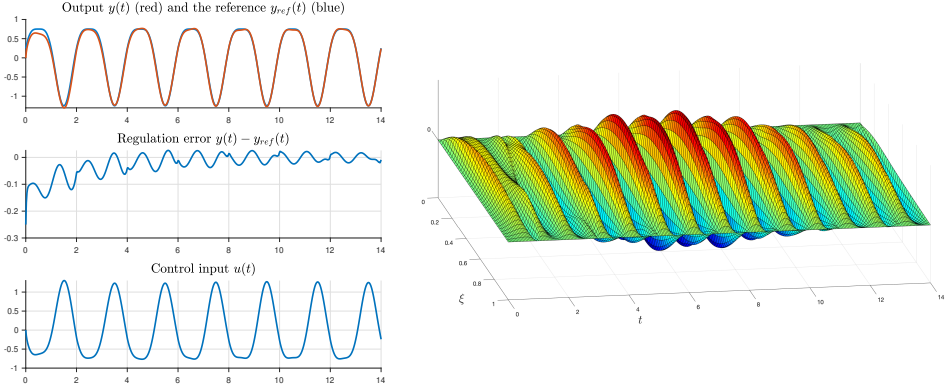 Output y(t) (red) and the reference y_ref(t) (blue)
1
0.5
0
-0.5
-1
0 2 4 6 8 10 12 14
Regulation error y(t) − y_ref(t)
0
-0.1
-0.2
-0.3
0 2 4 6 8 10 12 14
Control input u(t)
1
0.5
0
-0.5
-1
0 2 4 6 8 10 12 14
0
0
0.2
0.4
0.6
0.8
1
ξ
0 2 4 6 8 10 12 14
t